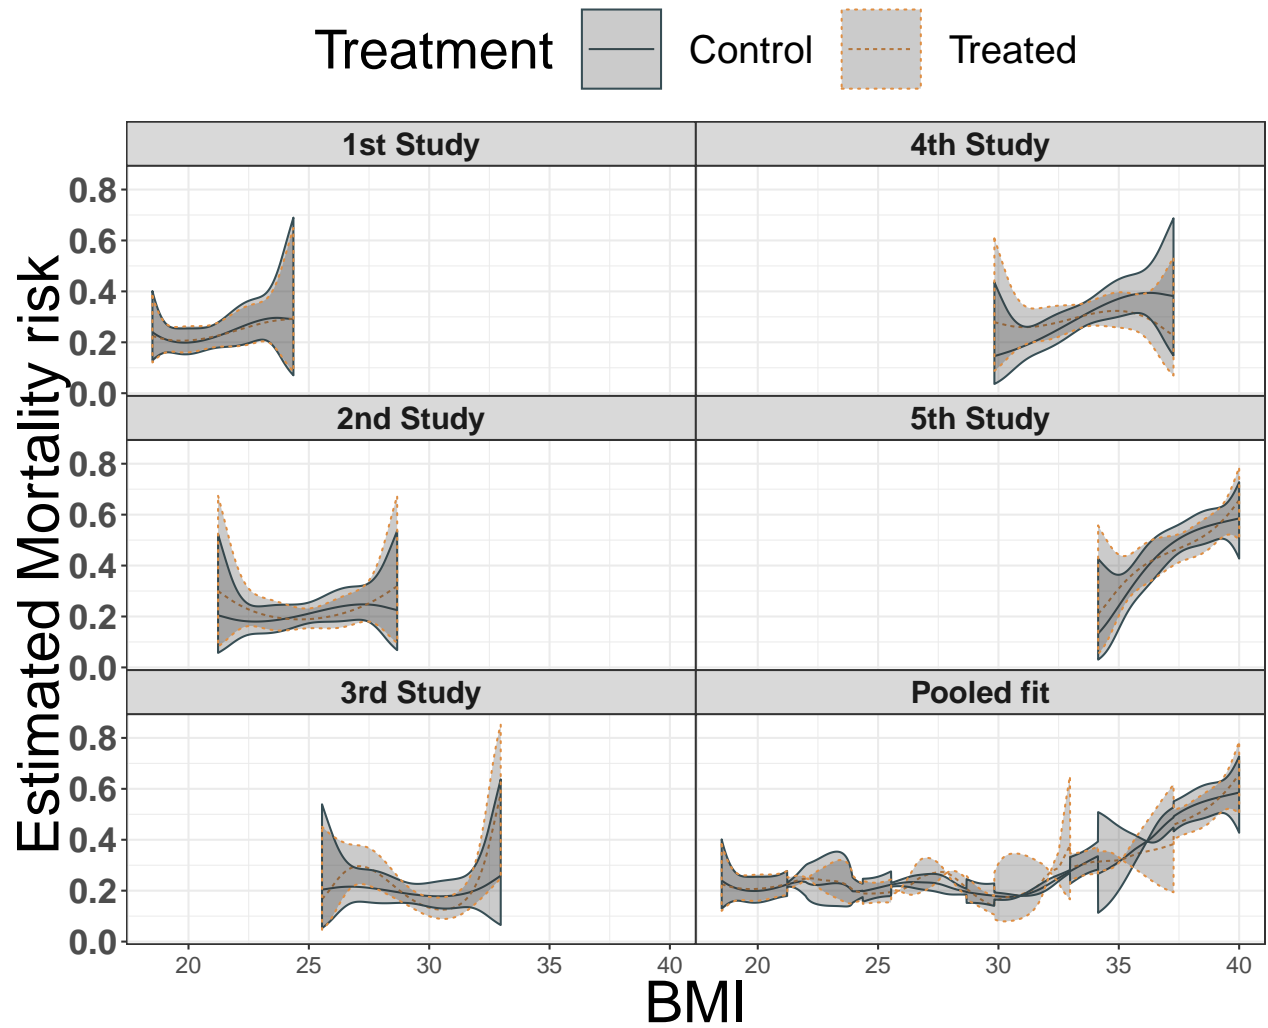 Treatment Control Treated
1st Study 4th Study
0.8
0.6
0.4
0.2
0.0
2nd Study 5th Study
0.8
0.6
0.4
0.2
0.0
3rd Study Pooled fit
0.8
0.6
0.4
0.2
0.0
Estimated Mortality risk
20 25 30 35 40 20 25 30 35 40
BMI